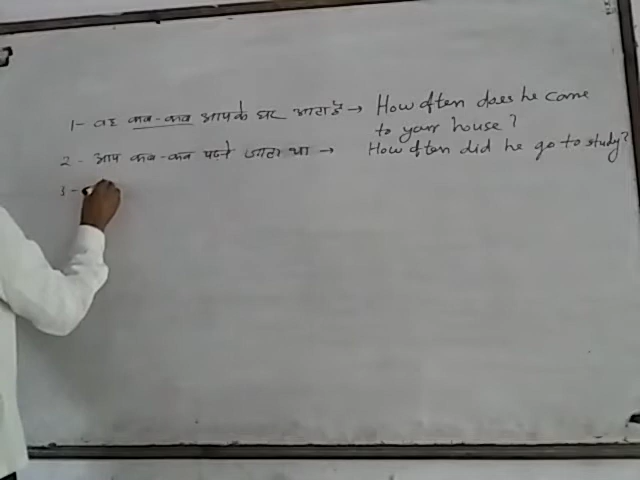 1- वह कब-कब आपके घर आता है → How often does he come
to your house?
2- आप कब-कब पढ़ने जाता था → How often did he go to study?
3-